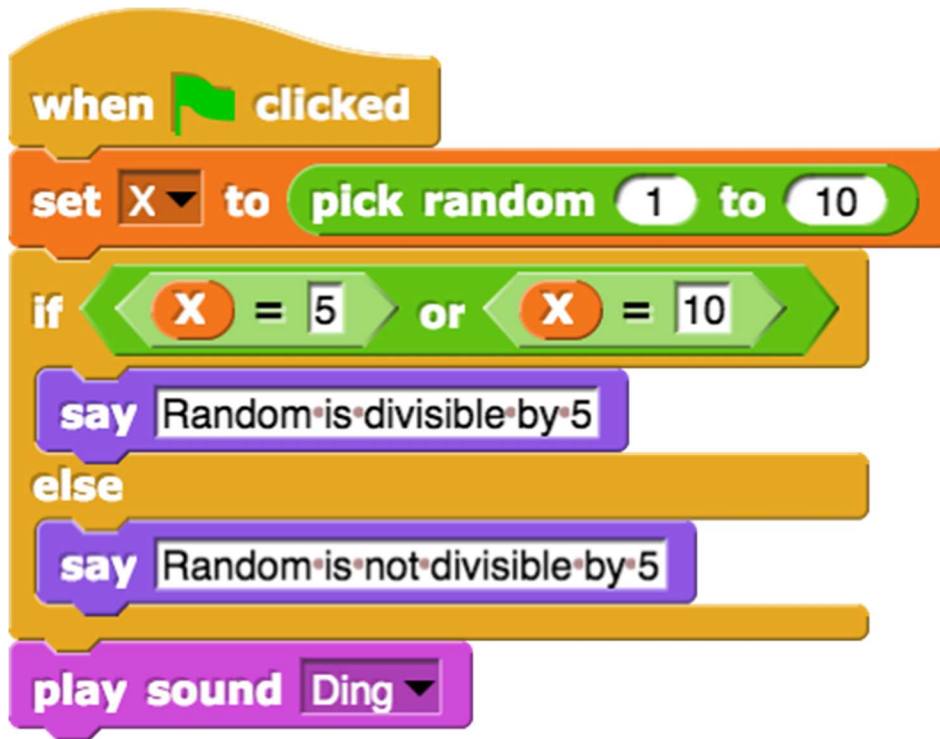 when clicked
set X to pick random 1 to 10
if X = 5 or X = 10
say Random is divisible by 5
else
say Random is not divisible by 5
play sound Ding